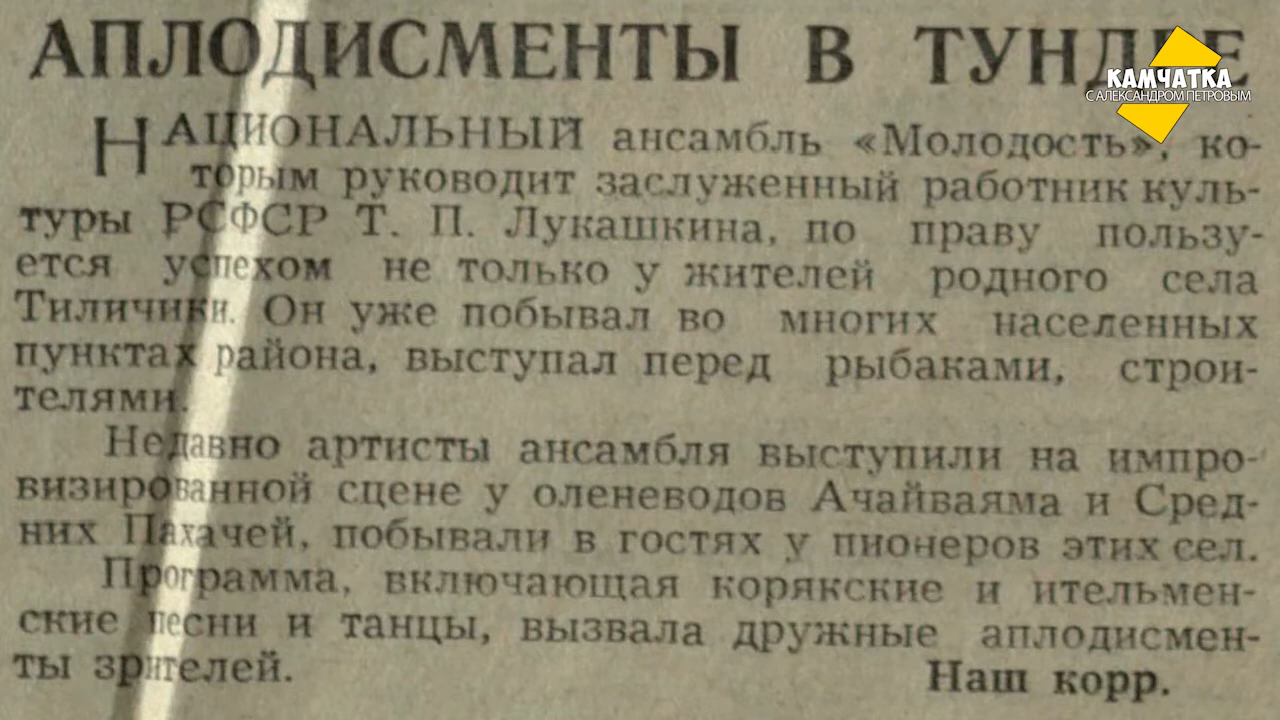 АПЛОДИСМЕНТЫ В ТУНДРЕ
КАМЧАТКА
С АЛЕКСАНДРОМ ПЕТРОВЫМ
НАЦИОНАЛЬНЫЙ ансамбль «Молодость», ко-
торым руководит заслуженный работник куль-
туры РСФСР Т. П. Лукашкина, по праву пользу-
ется успехом не только у жителей родного села
Тиличики. Он уже побывал во многих населенных
пунктах района, выступал перед рыбаками, строи-
телями.
Недавно артисты ансамбля выступили на импро-
визированной сцене у оленеводов Ачайваяма и Сред-
них Пахачей, побывали в гостях у пионеров этих сел.
Программа, включающая корякские и ительмен-
ские песни и танцы, вызвала дружные аплодисмен-
ты зрителей.
Наш корр.